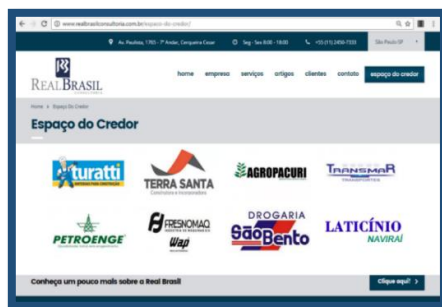 www.realbrasilconsultoria.com.br/espaco-do-credor/
Av. Paulista, 1765 - 7º Andar, Cerqueira Cesar
Seg - Sex 8:00 - 18:00
São Paulo/SP
REAL BRASIL
home empresa serviços artigos clientes contato espaço do credor
Home > Espaço Do Credor
Espaço do Credor
turatti
TERRA SANTA
Construtora e Incorporadora
AGROPACURI
TRANSMAR
TRANSPORTES
PETROENGE
FRESNOMAQ
Wap
DROGARIA
São Bento
LATICÍNIO
NAVIRAÍ
Conheça um pouco mais sobre a Real Brasil
Clique aqui! >